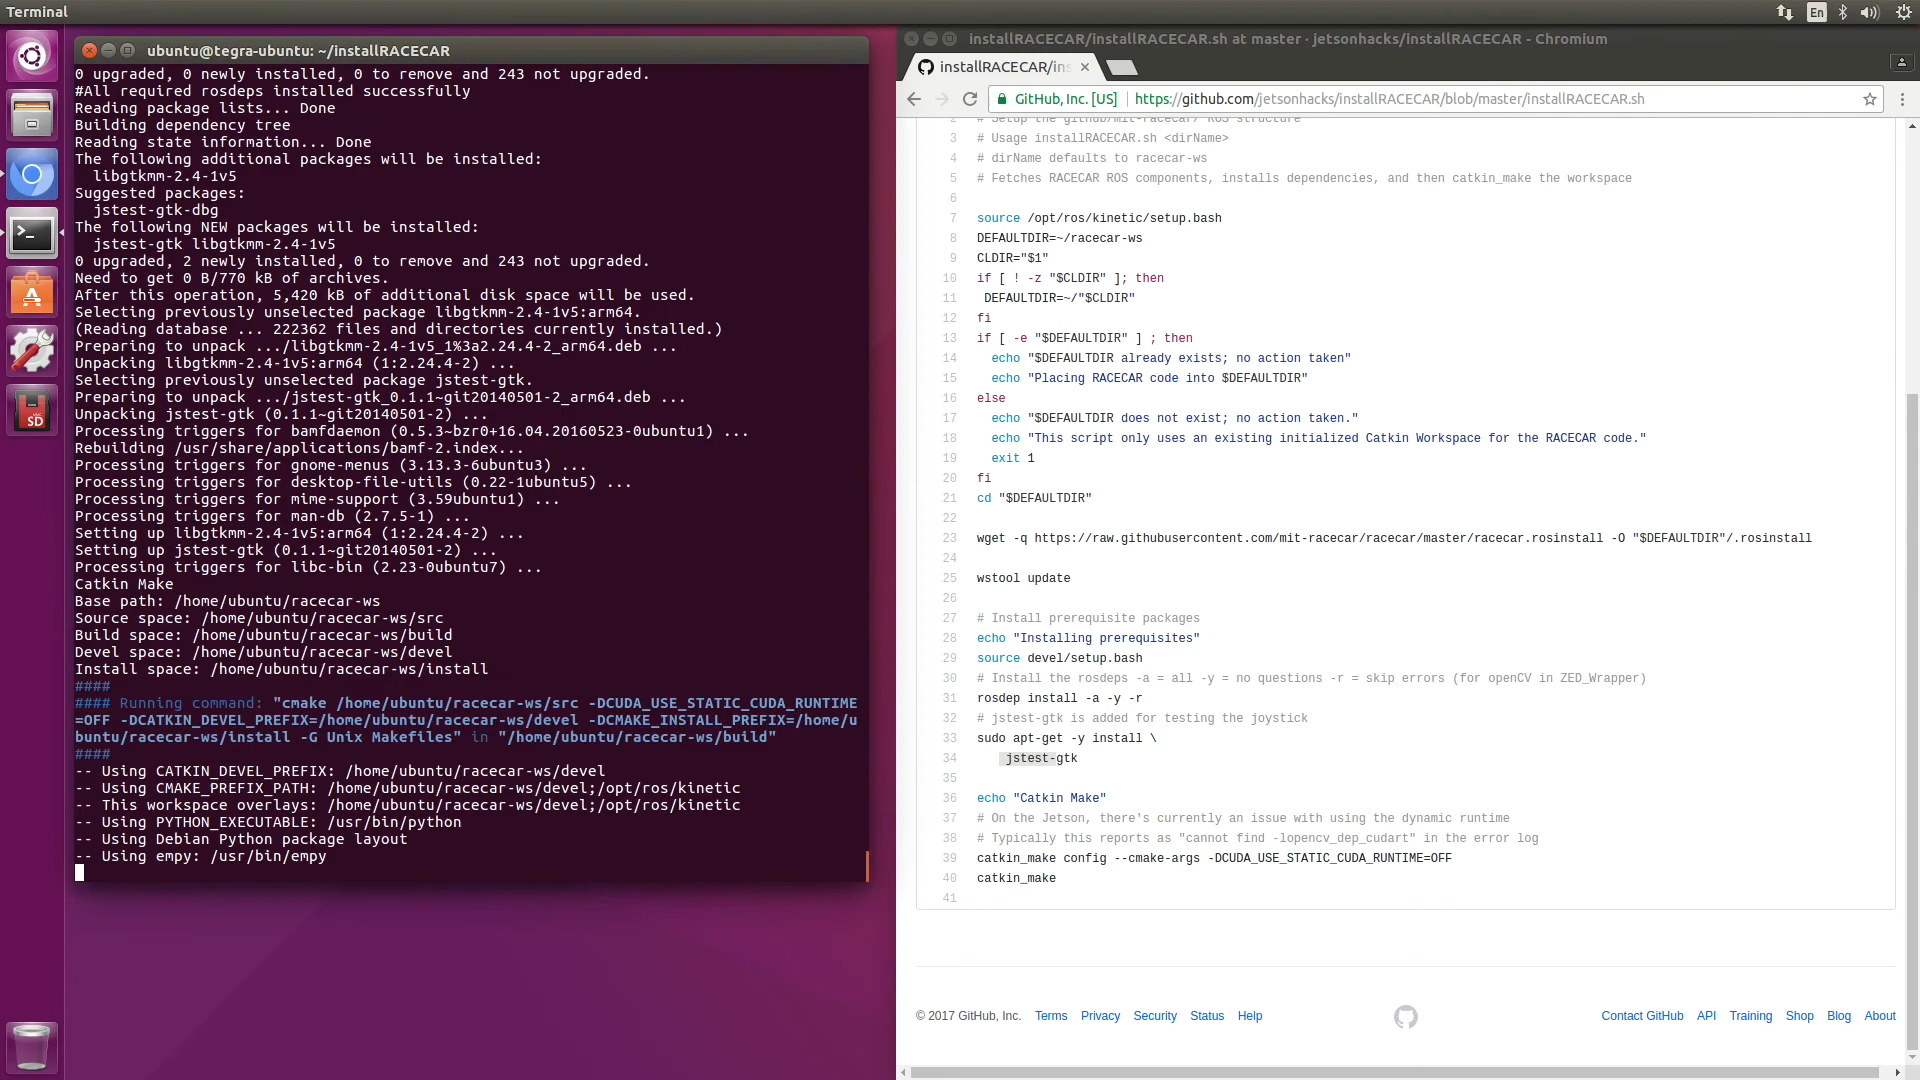 Terminal
En
ubuntu@tegra-ubuntu: ~/installRACECAR
0 upgraded, 0 newly installed, 0 to remove and 243 not upgraded.
#All required rosdeps installed successfully
Reading package lists... Done
Building dependency tree
Reading state information... Done
The following additional packages will be installed:
libgtkmm-2.4-1v5
Suggested packages:
jstest-gtk-dbg
The following NEW packages will be installed:
jstest-gtk libgtkmm-2.4-1v5
0 upgraded, 2 newly installed, 0 to remove and 243 not upgraded.
Need to get 0 B/770 kB of archives.
After this operation, 5,420 kB of additional disk space will be used.
Selecting previously unselected package libgtkmm-2.4-1v5:arm64.
(Reading database ... 222362 files and directories currently installed.)
Preparing to unpack .../libgtkmm-2.4-1v5_1%3a2.24.4-2_arm64.deb ...
Unpacking libgtkmm-2.4-1v5:arm64 (1:2.24.4-2) ...
Selecting previously unselected package jstest-gtk.
Preparing to unpack .../jstest-gtk_0.1.1~git20140501-2_arm64.deb ...
Unpacking jstest-gtk (0.1.1~git20140501-2) ...
Processing triggers for bamfdaemon (0.5.3~bzr0+16.04.20160523-0ubuntu1) ...
Rebuilding /usr/share/applications/bamf-2.index...
Processing triggers for gnome-menus (3.13.3-6ubuntu3) ...
Processing triggers for desktop-file-utils (0.22-1ubuntu5) ...
Processing triggers for mime-support (3.59ubuntu1) ...
Processing triggers for man-db (2.7.5-1) ...
Setting up libgtkmm-2.4-1v5:arm64 (1:2.24.4-2) ...
Setting up jstest-gtk (0.1.1~git20140501-2) ...
Processing triggers for libc-bin (2.23-0ubuntu7) ...
Catkin Make
Base path: /home/ubuntu/racecar-ws
Source space: /home/ubuntu/racecar-ws/src
Build space: /home/ubuntu/racecar-ws/build
Devel space: /home/ubuntu/racecar-ws/devel
Install space: /home/ubuntu/racecar-ws/install
####
#### Running command: "cmake /home/ubuntu/racecar-ws/src -DCUDA_USE_STATIC_CUDA_RUNTIME
=OFF -DCATKIN_DEVEL_PREFIX=/home/ubuntu/racecar-ws/devel -DCMAKE_INSTALL_PREFIX=/home/u
buntu/racecar-ws/install -G Unix Makefiles" in "/home/ubuntu/racecar-ws/build"
####
-- Using CATKIN_DEVEL_PREFIX: /home/ubuntu/racecar-ws/devel
-- Using CMAKE_PREFIX_PATH: /home/ubuntu/racecar-ws/devel;/opt/ros/kinetic
-- This workspace overlays: /home/ubuntu/racecar-ws/devel;/opt/ros/kinetic
-- Using PYTHON_EXECUTABLE: /usr/bin/python
-- Using Debian Python package layout
-- Using empy: /usr/bin/empy
SD
installRACECAR/installRACECAR.sh at master · jetsonhacks/installRACECAR - Chromium
installRACECAR/ins
GitHub, Inc. [US] https://github.com/jetsonhacks/installRACECAR/blob/master/installRACECAR.sh
2 # Setup the github/mit-racecar/ ROS structure
3 # Usage installRACECAR.sh <dirName>
4 # dirName defaults to racecar-ws
5 # Fetches RACECAR ROS components, installs dependencies, and then catkin_make the workspace
6
7 source /opt/ros/kinetic/setup.bash
8 DEFAULTDIR=~/racecar-ws
9 CLDIR="$1"
10 if [ ! -z "$CLDIR" ]; then
11 DEFAULTDIR=~/"$CLDIR"
12 fi
13 if [ -e "$DEFAULTDIR" ] ; then
14 echo "$DEFAULTDIR already exists; no action taken"
15 echo "Placing RACECAR code into $DEFAULTDIR"
16 else
17 echo "$DEFAULTDIR does not exist; no action taken."
18 echo "This script only uses an existing initialized Catkin Workspace for the RACECAR code."
19 exit 1
20 fi
21 cd "$DEFAULTDIR"
22
23 wget -q https://raw.githubusercontent.com/mit-racecar/racecar/master/racecar.rosinstall -O "$DEFAULTDIR"/.rosinstall
24
25 wstool update
26
27 # Install prerequisite packages
28 echo "Installing prerequisites"
29 source devel/setup.bash
30 # Install the rosdeps -a = all -y = no questions -r = skip errors (for openCV in ZED_Wrapper)
31 rosdep install -a -y -r
32 # jstest-gtk is added for testing the joystick
33 sudo apt-get -y install \
34 jstest-gtk
35
36 echo "Catkin Make"
37 # On the Jetson, there's currently an issue with using the dynamic runtime
38 # Typically this reports as "cannot find -lopencv_dep_cudart" in the error log
39 catkin_make config --cmake-args -DCUDA_USE_STATIC_CUDA_RUNTIME=OFF
40 catkin_make
41
© 2017 GitHub, Inc. Terms Privacy Security Status Help
Contact GitHub API Training Shop Blog About